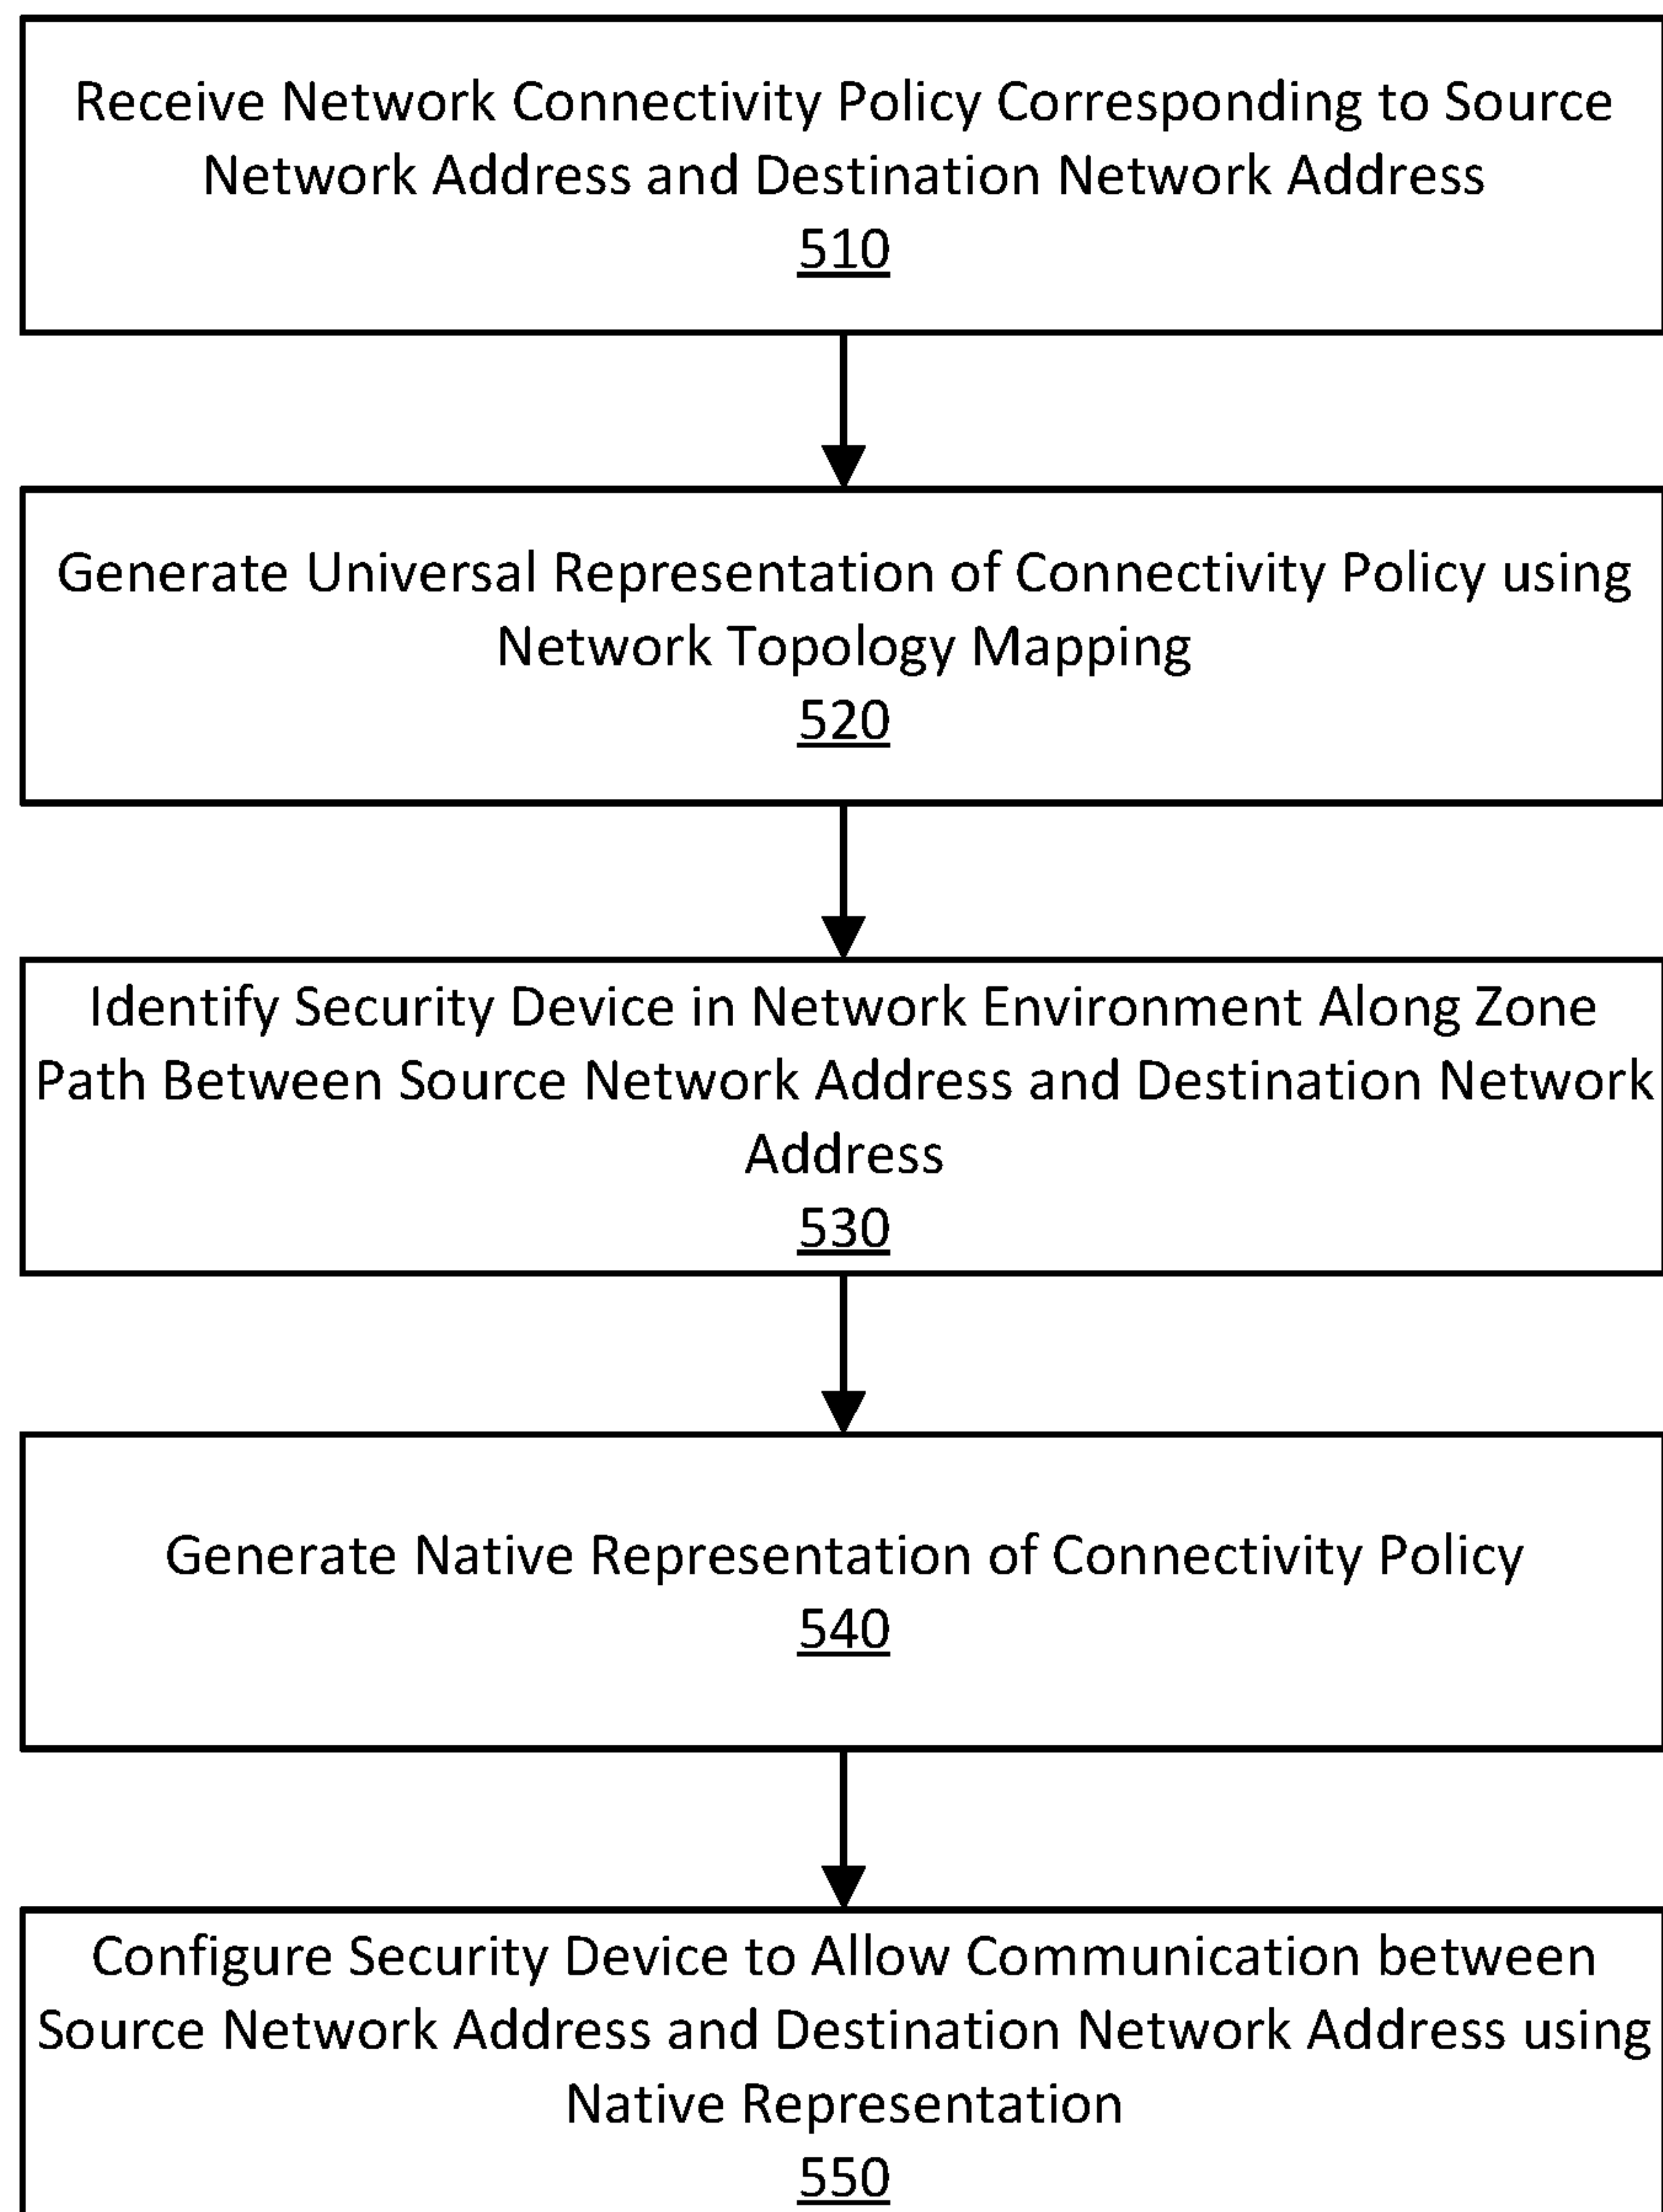 Receive Network Connectivity Policy Corresponding to Source
Network Address and Destination Network Address
510
Generate Universal Representation of Connectivity Policy using
Network Topology Mapping
520
Identify Security Device in Network Environment Along Zone
Path Between Source Network Address and Destination Network
Address
530
Generate Native Representation of Connectivity Policy
540
Configure Security Device to Allow Communication between
Source Network Address and Destination Network Address using
Native Representation
550